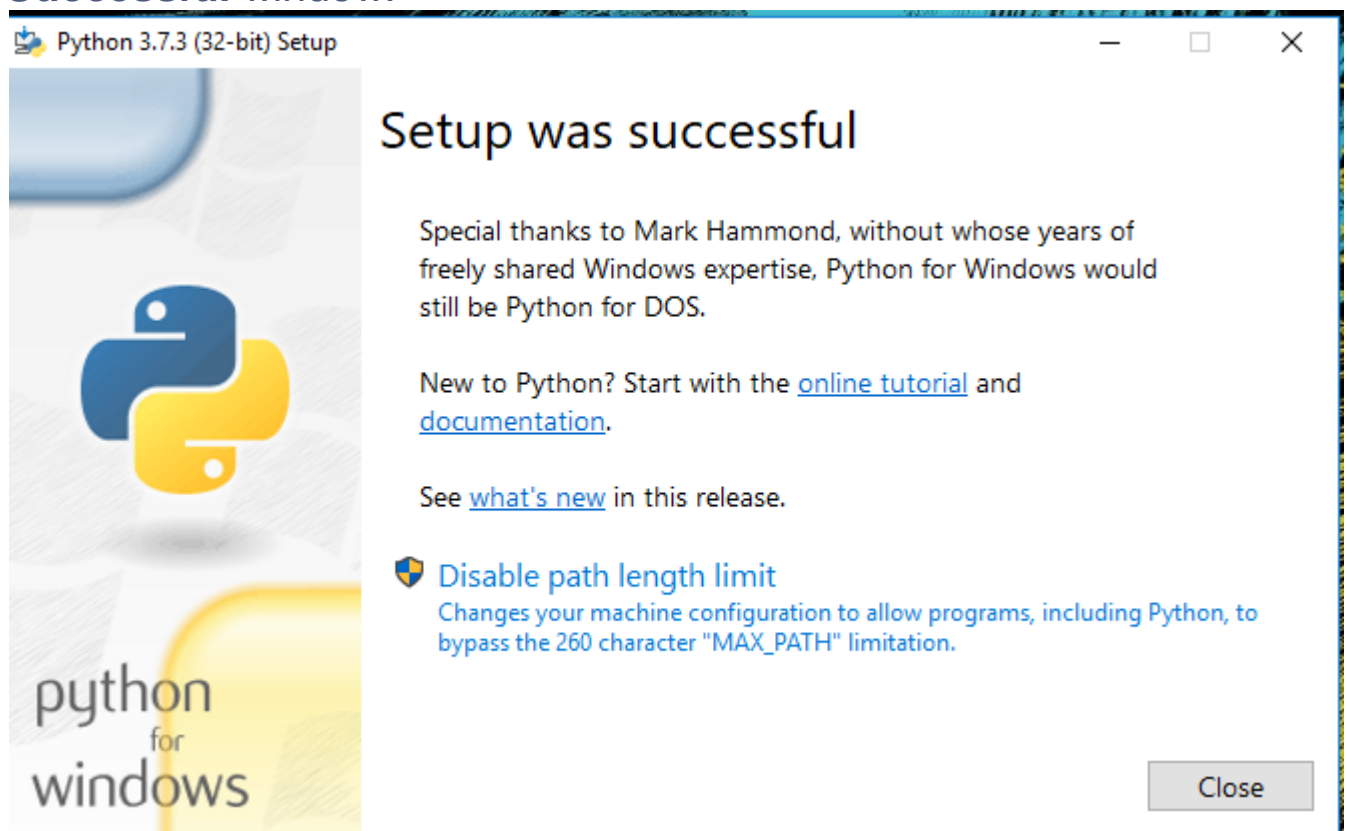 Python 3.7.3 (32-bit) Setup
Setup was successful
Special thanks to Mark Hammond, without whose years of
freely shared Windows expertise, Python for Windows would
still be Python for DOS.
New to Python? Start with the online tutorial and
documentation.
See what's new in this release.
Disable path length limit
Changes your machine configuration to allow programs, including Python, to
bypass the 260 character "MAX_PATH" limitation.
python
for
windows
Close